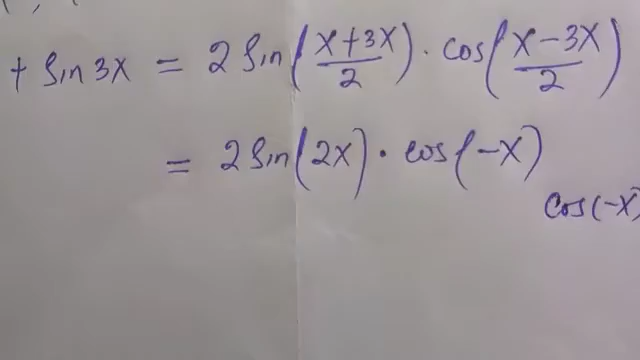 + Sin 3x = 2 Sin(x+3x/2) · cos(x-3x/2)
= 2 Sin(2x) · cos(-x)
cos(-x)